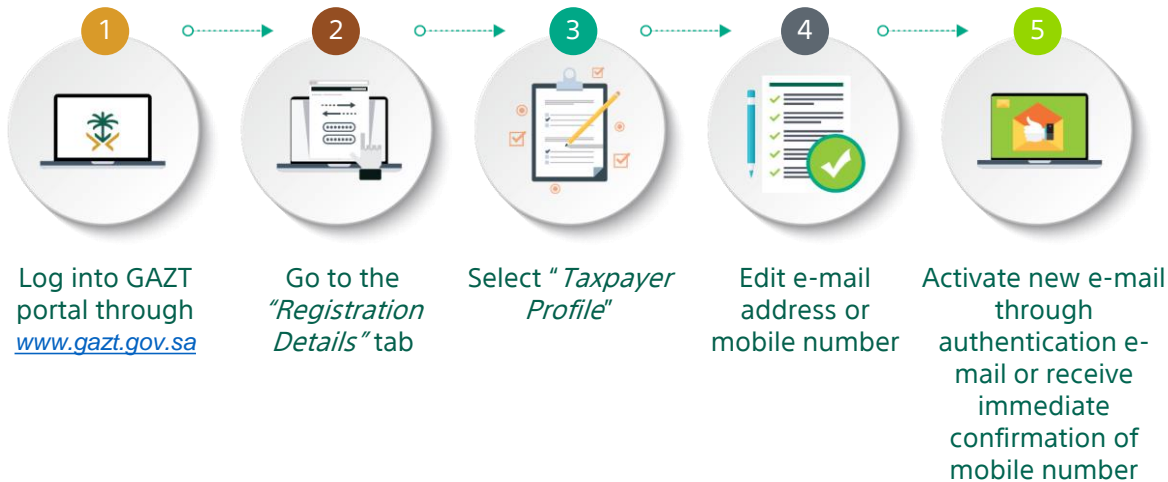 1
2
3
4
5
Log into GAZT
portal through
www.gazt.gov.sa
Go to the
"Registration
Details" tab
Select "Taxpayer
Profile"
Edit e-mail
address or
mobile number
Activate new e-mail
through
authentication e-
mail or receive
immediate
confirmation of
mobile number